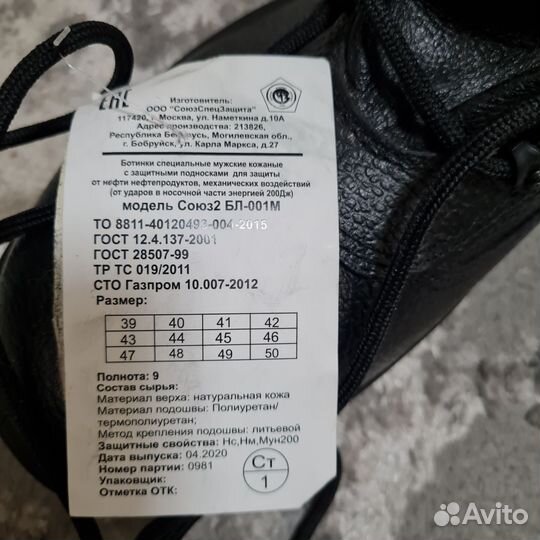 EAC
Изготовитель:
ООО "СоюзСпецЗащита"
117420, г. Москва, ул. Наметкина д.10А
Адрес производства: 213826,
Республика Беларусь, Могилевская обл.,
г. Бобруйск, ул. Карла Маркса, д.27
Ботинки специальные мужские кожаные
с защитными подносками для защиты
от нефти нефтепродуктов, механических воздействий
(от ударов в носочной части энергией 200Дж)
модель Союз2 БЛ-001М
ТО 8811-40120493-004-2015
ГОСТ 12.4.137-2001
ГОСТ 28507-99
ТР ТС 019/2011
СТО Газпром 10.007-2012
Размер:
39 40 41 42
43 44 45 46
47 48 49 50
Полнота: 9
Состав сырья:
Материал верха: натуральная кожа
Материал подошвы: Полиуретан/
термополиуретан;
Метод крепления подошвы: литьевой
Защитные свойства: Нс,Нм,Мун200
Дата выпуска: 04.2020
Номер партии: 0981
Упаковщик:
Отметка ОТК:
Ст
1
Avito